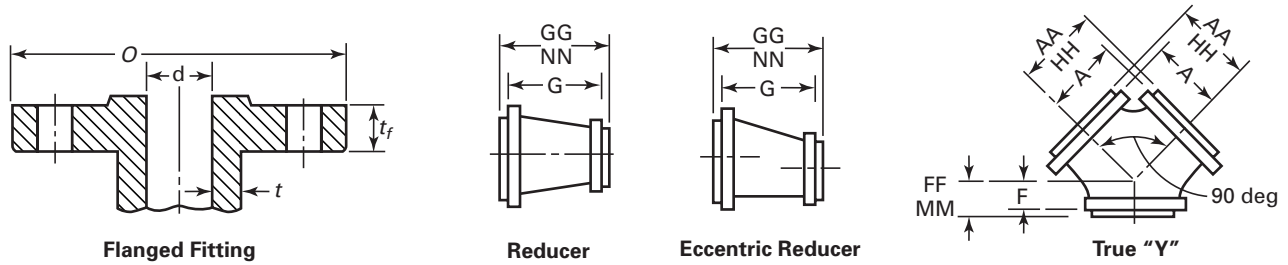 O
d
t_f
t
Flanged Fitting
GG
NN
G
Reducer
GG
NN
G
Eccentric Reducer
AA
HH
A
AA
HH
A
FF
MM
F
90 deg
True “Y”